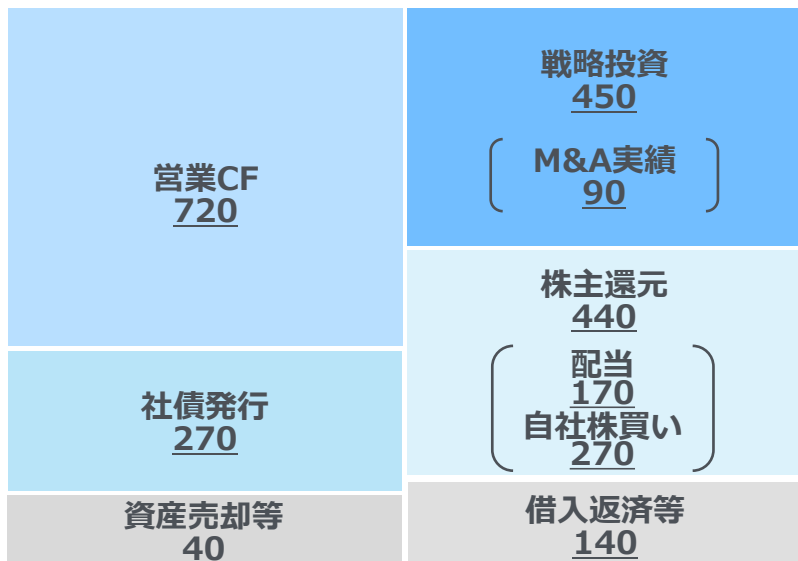 営業CF
720
社債発行
270
資産売却等
40
戦略投資
450
M&A実績
90
株主還元
440
配当
170
自社株買い
270
借入返済等
140